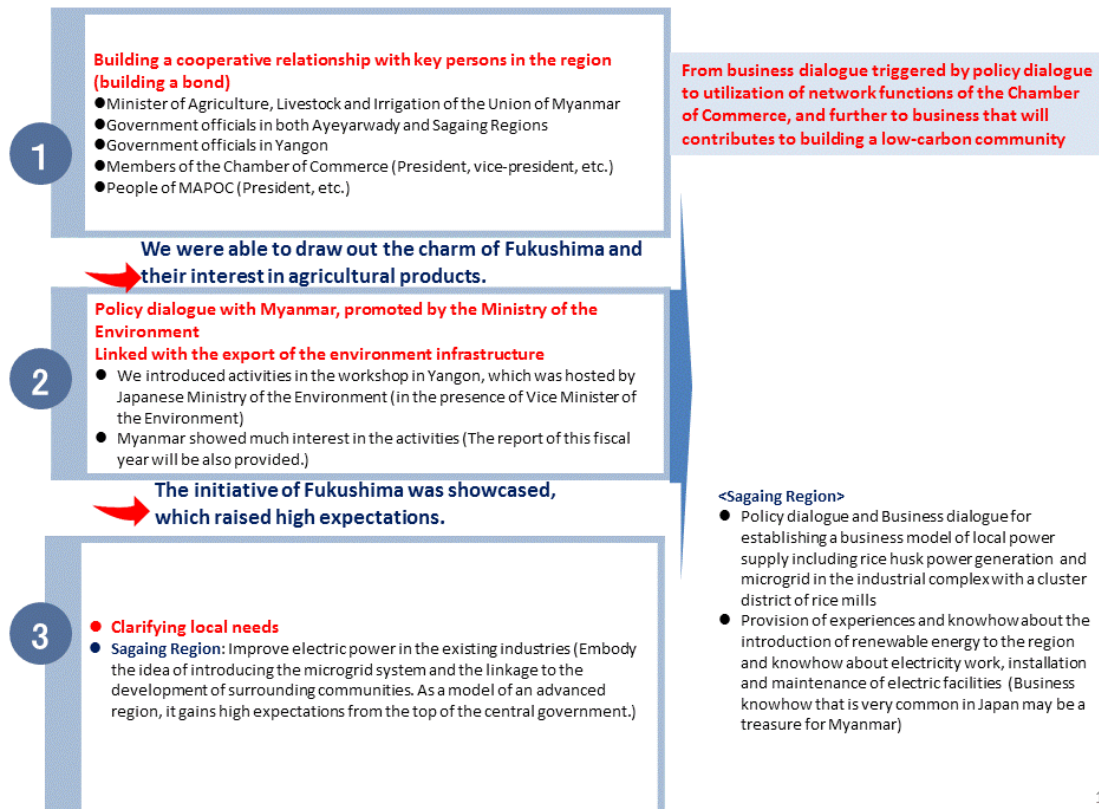 1
Building a cooperative relationship with key persons in the region
(building a bond)
●Minister of Agriculture, Livestock and Irrigation of the Union of Myanmar
●Government officials in both Ayeyarwady and Sagaing Regions
●Government officials in Yangon
●Members of the Chamber of Commerce (President, vice-president, etc.)
●People of MAPOC (President, etc.)
We were able to draw out the charm of Fukushima and
their interest in agricultural products.
2
Policy dialogue with Myanmar, promoted by the Ministry of the
Environment
Linked with the export of the environment infrastructure
● We introduced activities in the workshop in Yangon, which was hosted by
Japanese Ministry of the Environment (in the presence of Vice Minister of
the Environment)
● Myanmar showed much interest in the activities (The report of this fiscal
year will be also provided.)
The initiative of Fukushima was showcased,
which raised high expectations.
3
● Clarifying local needs
● Sagaing Region: Improve electric power in the existing industries (Embody
the idea of introducing the microgrid system and the linkage to the
development of surrounding communities. As a model of an advanced
region, it gains high expectations from the top of the central government.)
From business dialogue triggered by policy dialogue
to utilization of network functions of the Chamber
of Commerce, and further to business that will
contributes to building a low-carbon community
<Sagaing Region>
● Policy dialogue and Business dialogue for
establishing a business model of local power
supply including rice husk power generation and
microgrid in the industrial complex with a cluster
district of rice mills
● Provision of experiences and knowhow about the
introduction of renewable energy to the region
and knowhow about electricity work, installation
and maintenance of electric facilities (Business
knowhow that is very common in Japan may be a
treasure for Myanmar)